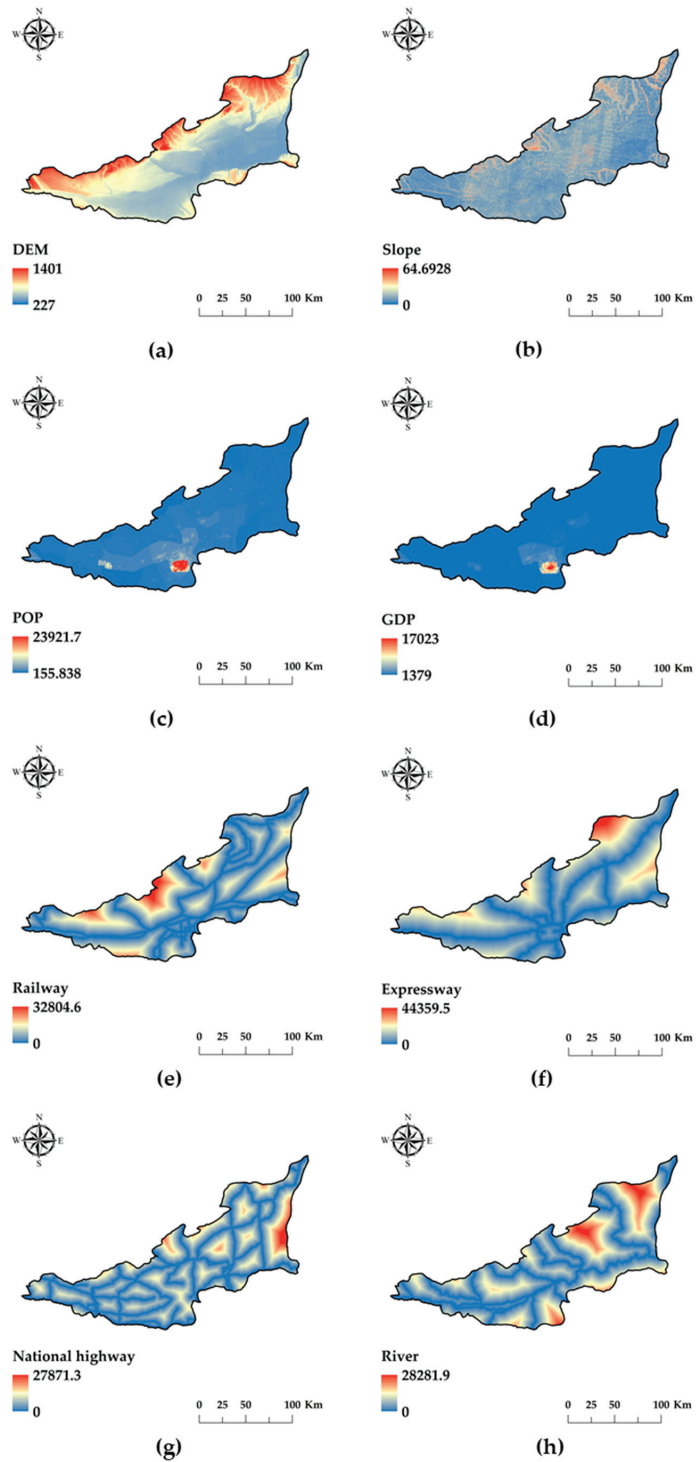 N
W E
S
DEM
1401
227
0 25 50 100 Km
(a)
N
W E
S
Slope
64.6928
0
0 25 50 100 Km
(b)
N
W E
S
POP
23921.7
155.838
0 25 50 100 Km
(c)
N
W E
S
GDP
17023
1379
0 25 50 100 Km
(d)
N
W E
S
Railway
32804.6
0
0 25 50 100 Km
(e)
N
W E
S
Expressway
44359.5
0
0 25 50 100 Km
(f)
N
W E
S
National highway
27871.3
0
0 25 50 100 Km
(g)
N
W E
S
River
28281.9
0
0 25 50 100 Km
(h)